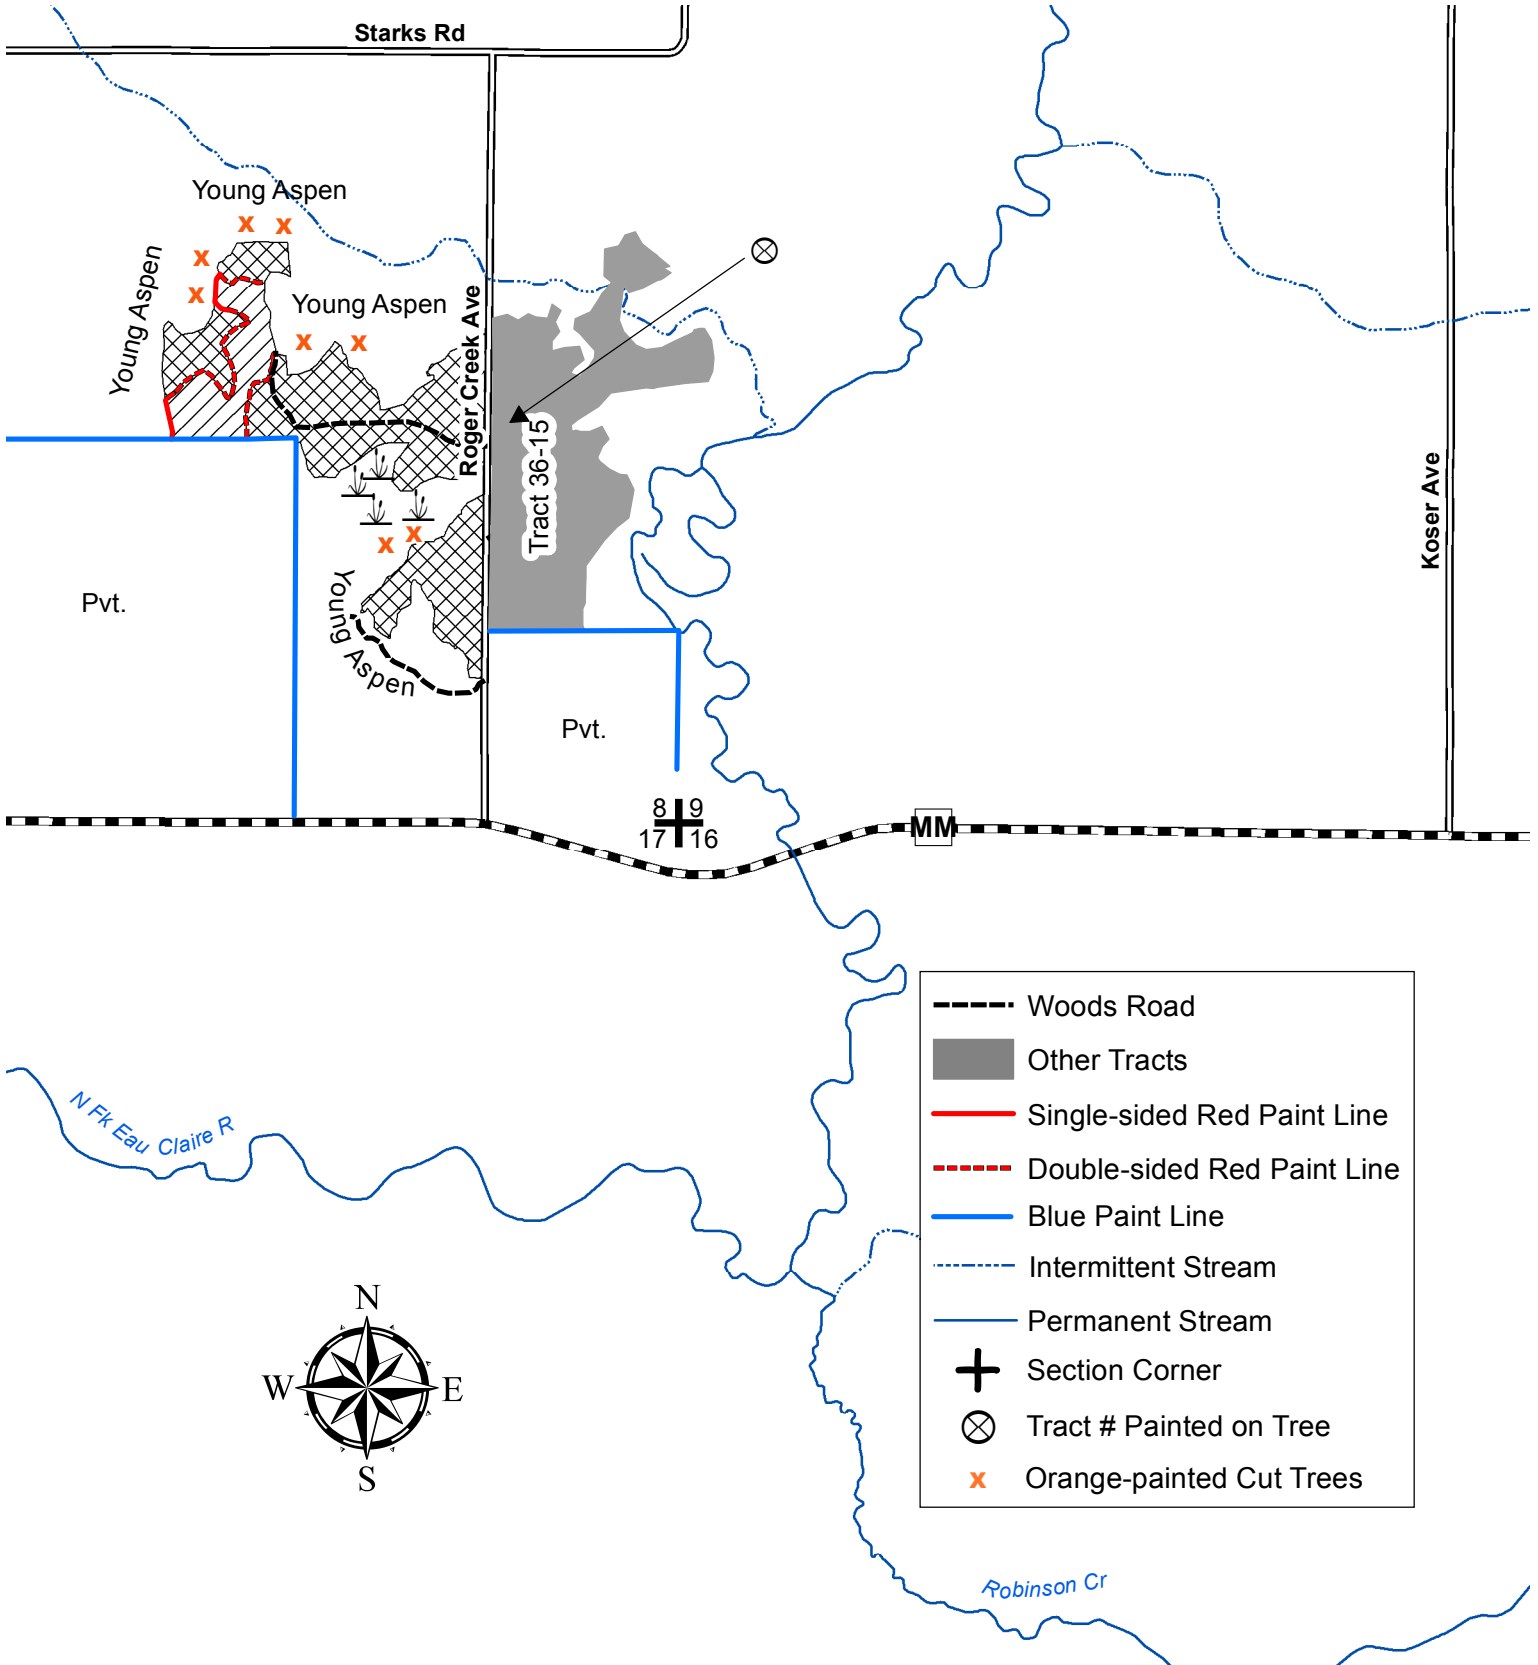 Starks Rd
Young Aspen
Young Aspen
Young Aspen
Roger Creek Ave
Tract 36-15
Koser Ave
Young Aspen
Pvt.
Pvt.
8 9
17 16
MM
Woods Road
Other Tracts
Single-sided Red Paint Line
Double-sided Red Paint Line
Blue Paint Line
Intermittent Stream
Permanent Stream
Section Corner
Tract # Painted on Tree
x Orange-painted Cut Trees
N Fk Eau Claire R
N
W E
S
Robinson Cr